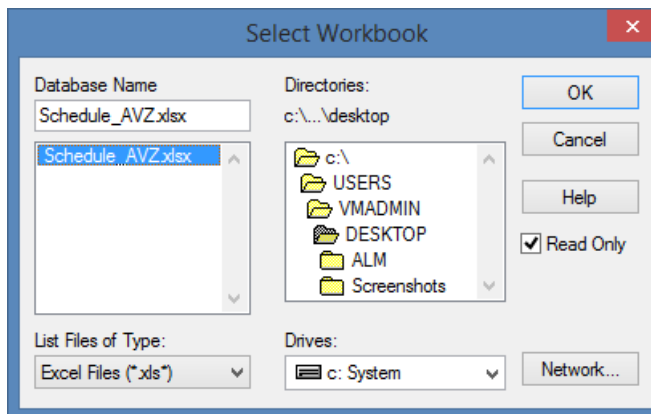 Select Workbook
Database Name
Schedule_AVZ.xlsx
Schedule_AVZ.xlsx
List Files of Type:
Excel Files (*.xls*)
Directories:
c:\...\desktop
c:\
USERS
VMADMIN
DESKTOP
ALM
Screenshots
Drives:
c: System
OK
Cancel
Help
Read Only
Network...